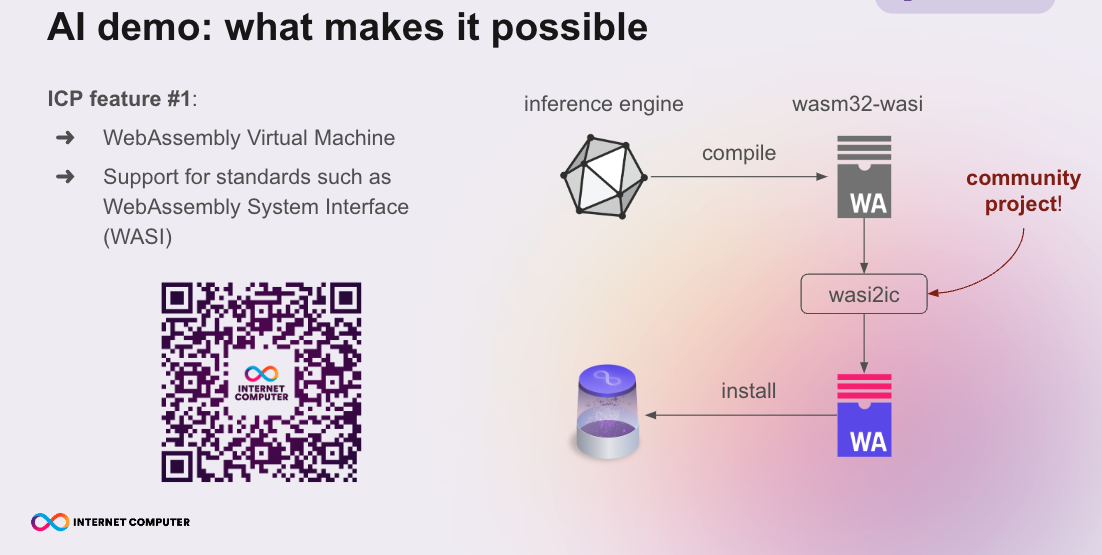 AI demo: what makes it possible
ICP feature #1:
➜ WebAssembly Virtual Machine
➜ Support for standards such as
WebAssembly System Interface
(WASI)
INTERNET
COMPUTER
inference engine
wasm32-wasi
compile
WA
community
project!
wasi2ic
install
WA
INTERNET COMPUTER